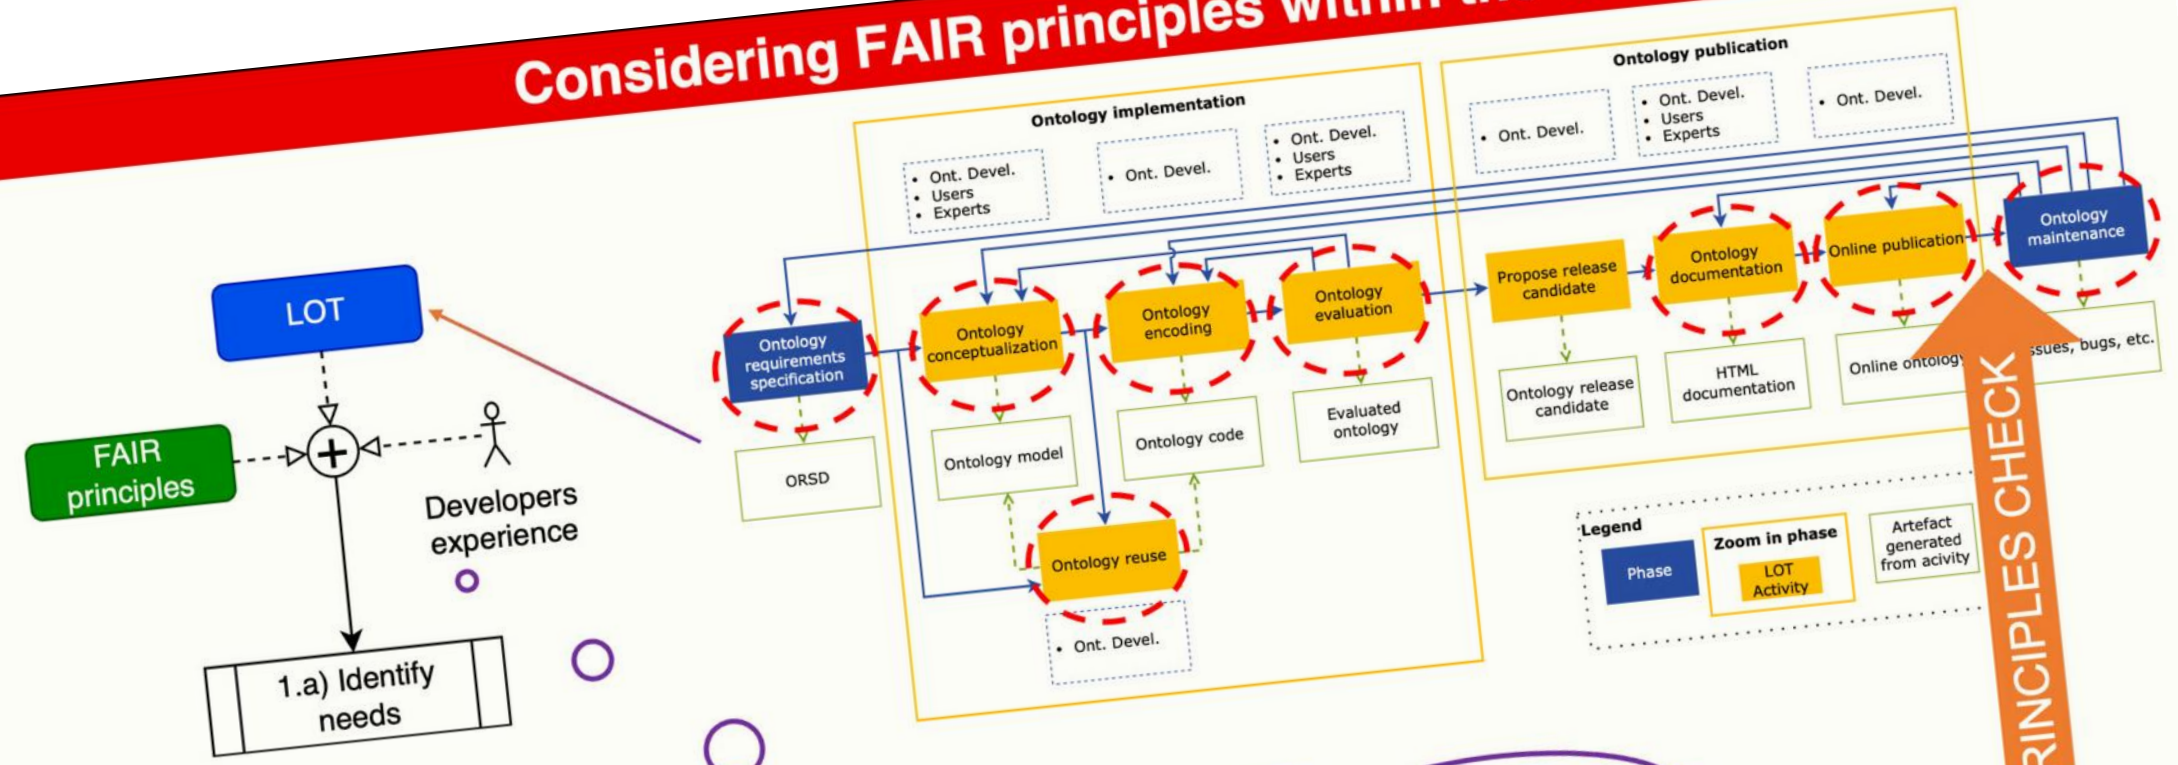 Considering FAIR principles within
Ontology implementation
• Ont. Devel.
• Users
• Experts
• Ont. Devel.
• Ont. Devel.
• Users
• Experts
Ontology publication
• Ont. Devel.
• Ont. Devel.
• Users
• Experts
• Ont. Devel.
LOT
FAIR
principles
+
Developers
experience
1.a) Identify
needs
Ontology
requirements
specification
Ontology
conceptualization
Ontology
encoding
Ontology
evaluation
Propose release
candidate
Ontology
documentation
Online publication
Ontology
maintenance
ORSD
Ontology model
Ontology code
Evaluated
ontology
Ontology release
candidate
HTML
documentation
Online ontology
ssues, bugs, etc.
Ontology reuse
• Ont. Devel.
Legend
Phase
Zoom in phase
LOT
Activity
Artefact
generated
from acivity
RINCIPLES CHECK